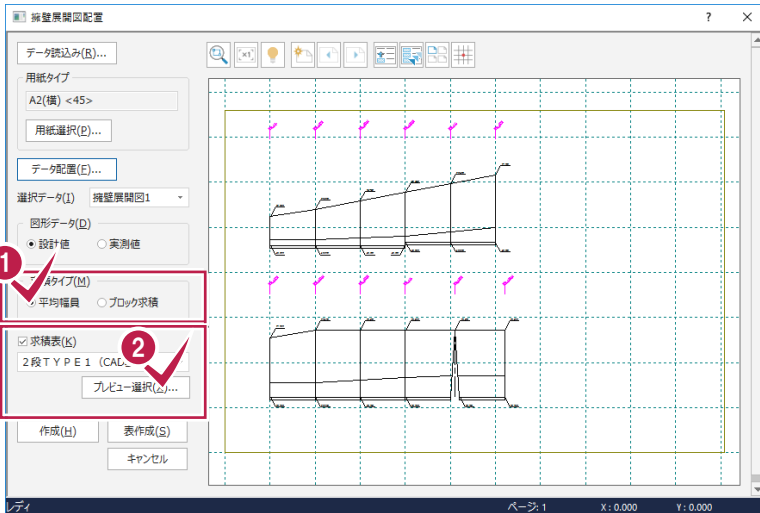 擁壁展開図配置
? ×
データ読込み(R)...
×1
用紙タイプ
A2(横) <45>
用紙選択(P)...
データ配置(E)...
選択データ(I) 擁壁展開図1
図形データ(D)
設計値 実測値
1
タイプ(M)
平均幅員 ブロック求積
求積表(K)
2
2段TYPE1 (CAD
プレビュー選択
作成(H) 表作成(S)
キャンセル
レディ ページ: 1 X : 0.000 Y : 0.000